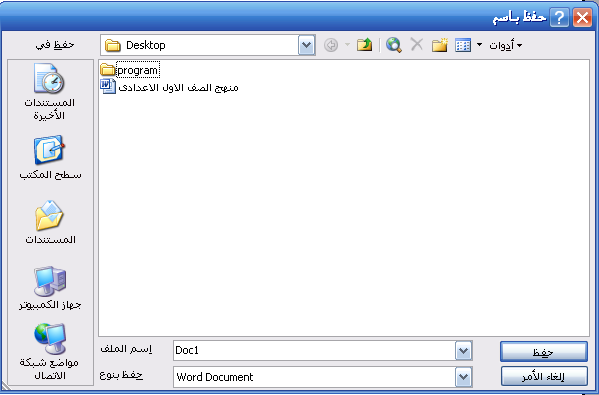 حفظ باسم
حفظ في
Desktop
أدوات
المستندات
الأخيرة
سطح المكتب
المستندات
جهاز الكمبيوتر
مواضع شبكة
الاتصال
program
منهج الصف الاول الاعدادى
إسم الملف
Doc1
حفظ
حفظ بنوع
Word Document
إلغاء الأمر